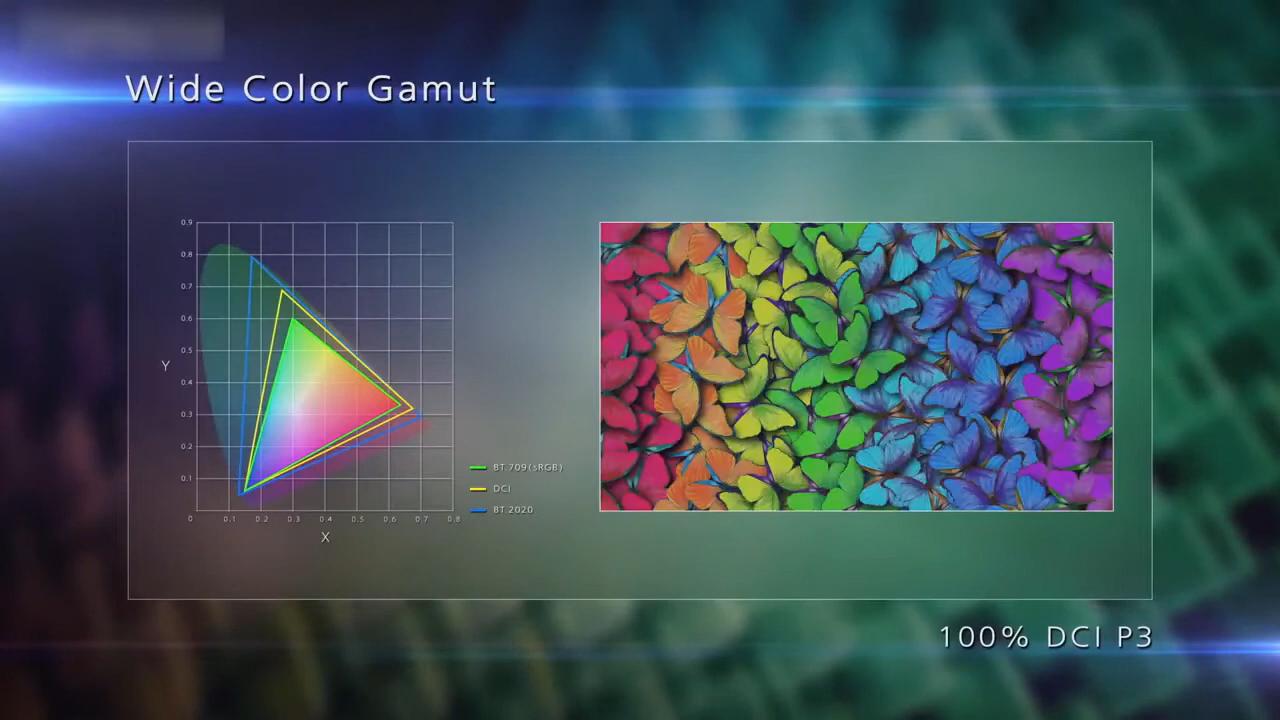 Wide Color Gamut
0.9
0.8
0.7
0.6
0.5
Y
0.4
0.3
0.2
0.1
0 0.1 0.2 0.3 0.4 0.5 0.6 0.7 0.8
X
BT.709(sRGB)
DCI
BT 2020
100% DCI P3